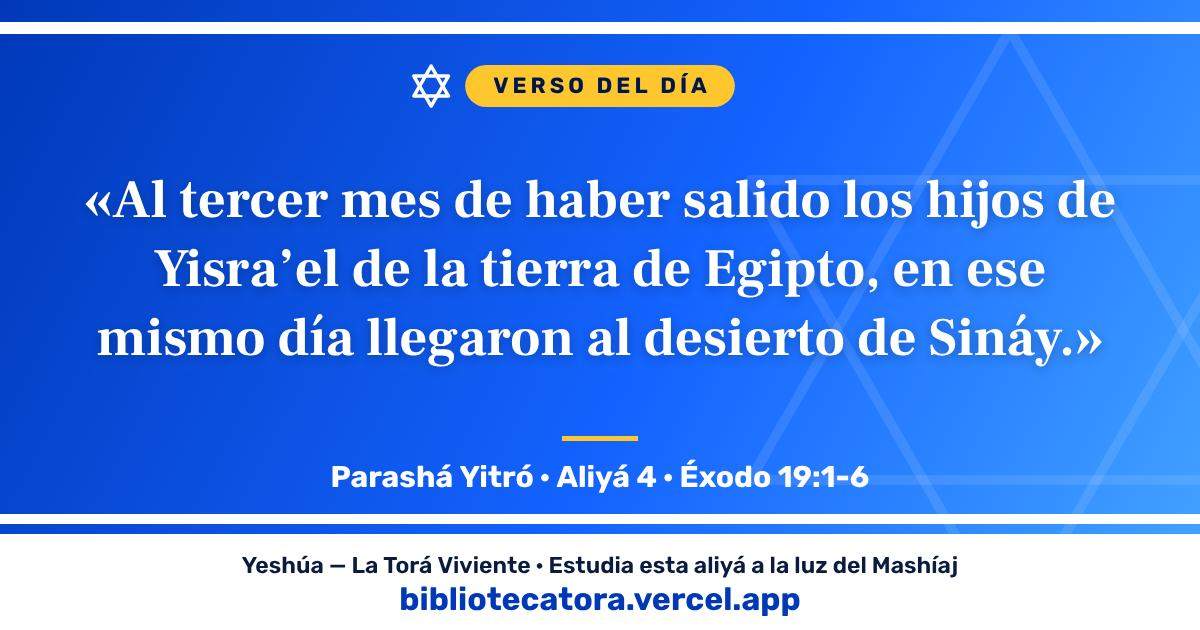 VERSO DEL DÍA
«Al tercer mes de haber salido los hijos de
Yisra’el de la tierra de Egipto, en ese
mismo día llegaron al desierto de Sináy.»
Parashá Yitró • Aliyá 4 • Éxodo 19:1-6
Yeshúa — La Torá Viviente • Estudia esta aliyá a la luz del Mashíaj
bibliotecatora.vercel.app